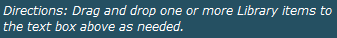 Directions: Drag and drop one or more Library items to
the text box above as needed.